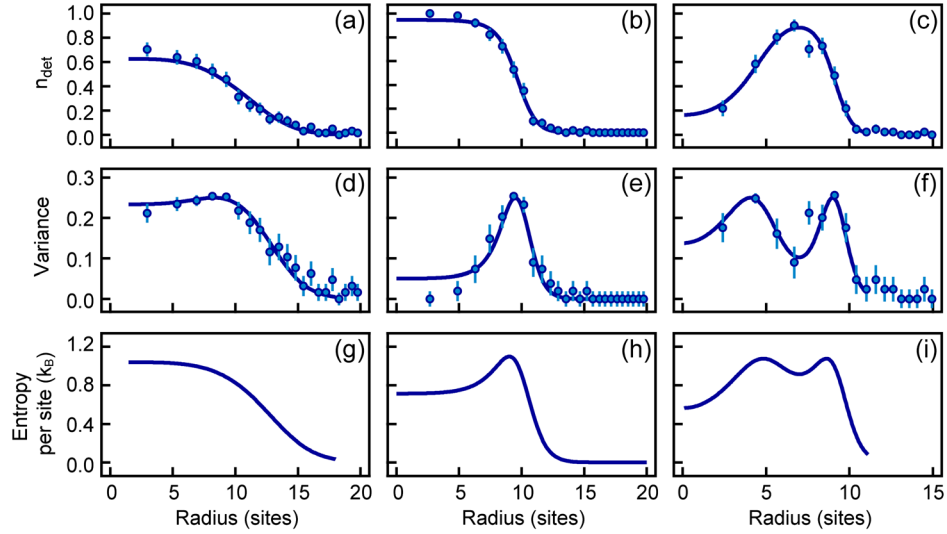 (a) (b) (c)
n_det
1.0
0.8
0.6
0.4
0.2
0.0
(d) (e) (f)
Variance
0.3
0.2
0.1
0.0
(g) (h) (i)
Entropy
per site (k_B)
1.2
0.8
0.4
0.0
0 5 10 15 20 0 5 10 15 20 0 5 10 15
Radius (sites) Radius (sites) Radius (sites)